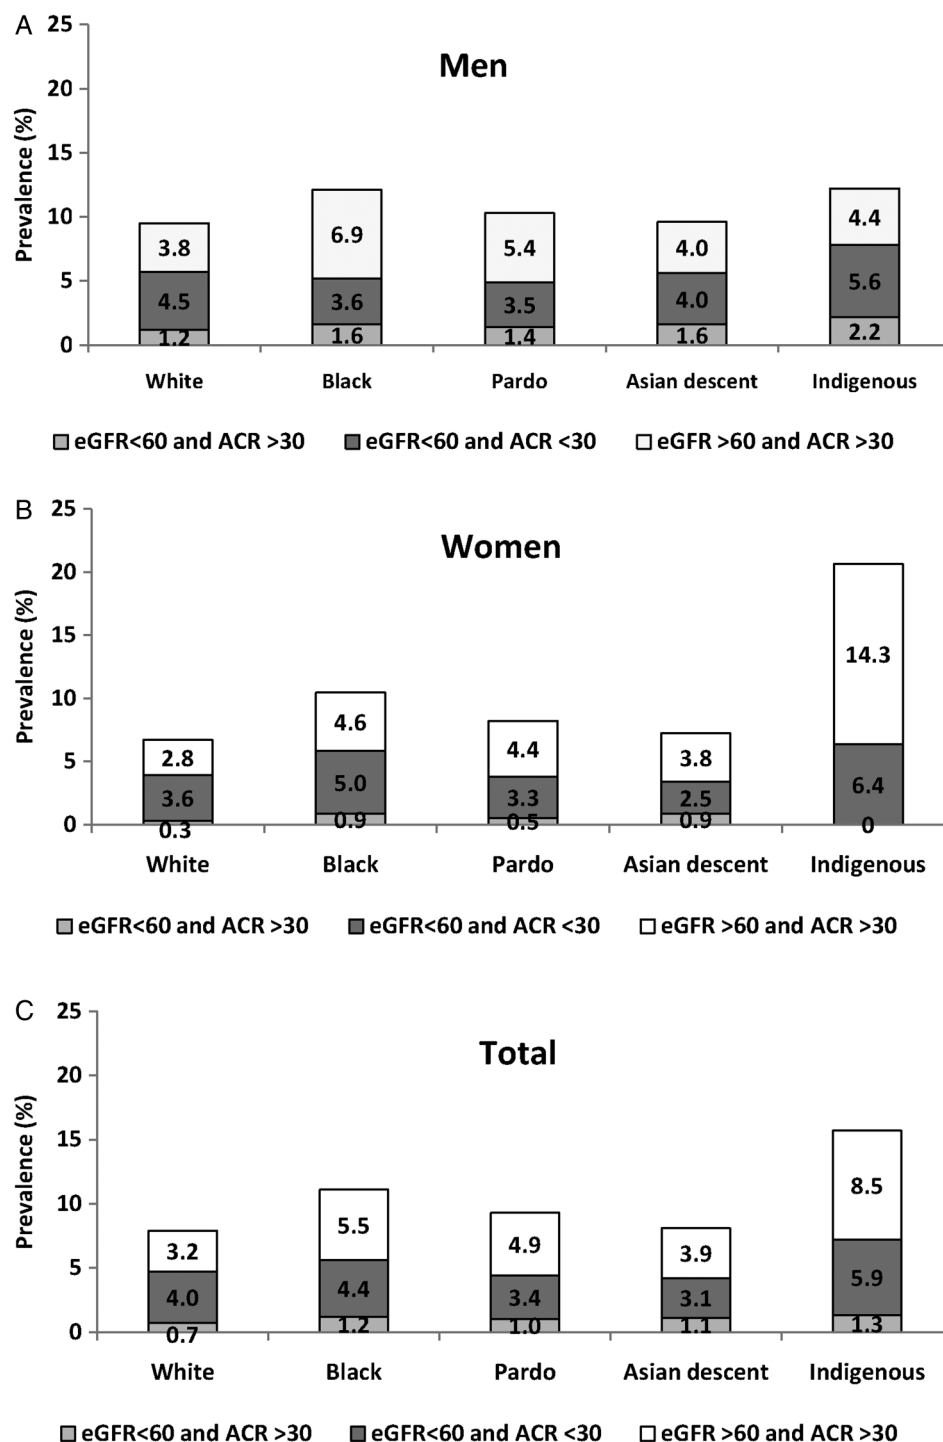 A
25
Men
20
Prevalence (%)
15
10
5
0
3.8 6.9 5.4 4.0 4.4
4.5 3.6 3.5 4.0 5.6
1.2 1.6 1.4 1.6 2.2
White Black Pardo Asian descent Indigenous
eGFR<60 and ACR >30 eGFR<60 and ACR <30 eGFR >60 and ACR >30
B
25
Women
20
Prevalence (%)
15
10
5
0
2.8 4.6 4.4 3.8 14.3
3.6 5.0 3.3 2.5 6.4
0.3 0.9 0.5 0.9 0
White Black Pardo Asian descent Indigenous
eGFR<60 and ACR >30 eGFR<60 and ACR <30 eGFR >60 and ACR >30
C
25
Total
20
Prevalence (%)
15
10
5
0
3.2 5.5 4.9 3.9 8.5
4.0 4.4 3.4 3.1 5.9
0.7 1.2 1.0 1.1 1.3
White Black Pardo Asian descent Indigenous
eGFR<60 and ACR >30 eGFR<60 and ACR <30 eGFR >60 and ACR >30